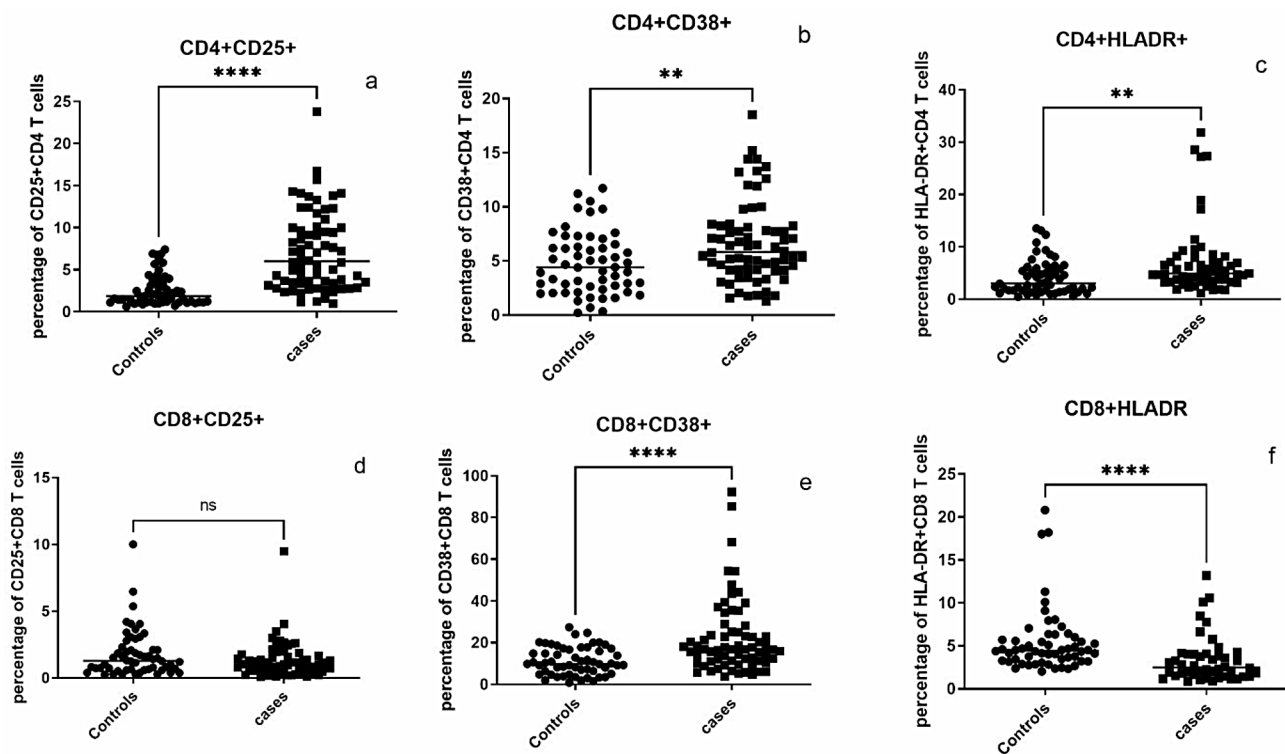 CD4+CD25+
a
****
percentage of CD25+CD4 T cells
25
20
15
10
5
0
Controls
cases
CD4+CD38+
b
**
percentage of CD38+CD4 T cells
20
15
10
5
0
Controls
cases
CD4+HLADR+
c
**
percentage of HLA-DR+CD4 T cells
40
30
20
10
0
Controls
cases
CD8+CD25+
d
ns
percentage of CD25+CD8 T cells
15
10
5
0
Controls
cases
CD8+CD38+
e
****
percentage of CD38+CD8 T cells
100
80
60
40
20
0
Controls
cases
CD8+HLADR
f
****
percentage of HLA-DR+CD8 T cells
25
20
15
10
5
0
Controls
cases